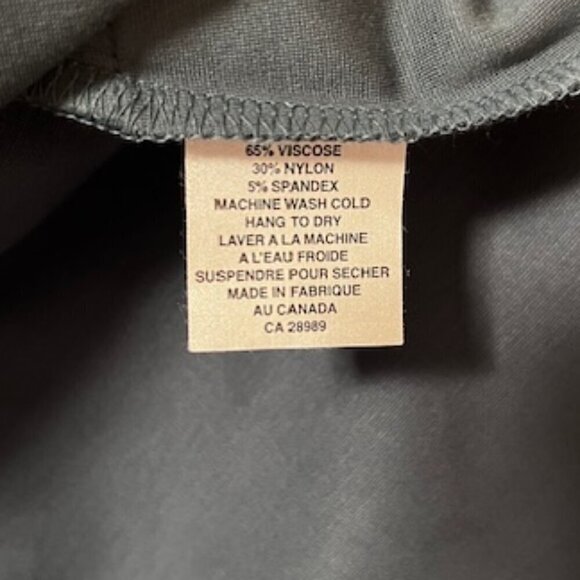 65% VISCOSE
30% NYLON
5% SPANDEX
MACHINE WASH COLD
HANG TO DRY
LAVER A LA MACHINE
A L'EAU FROIDE
SUSPENDRE POUR SECHER
MADE IN FABRIQUE
AU CANADA
CA 28989